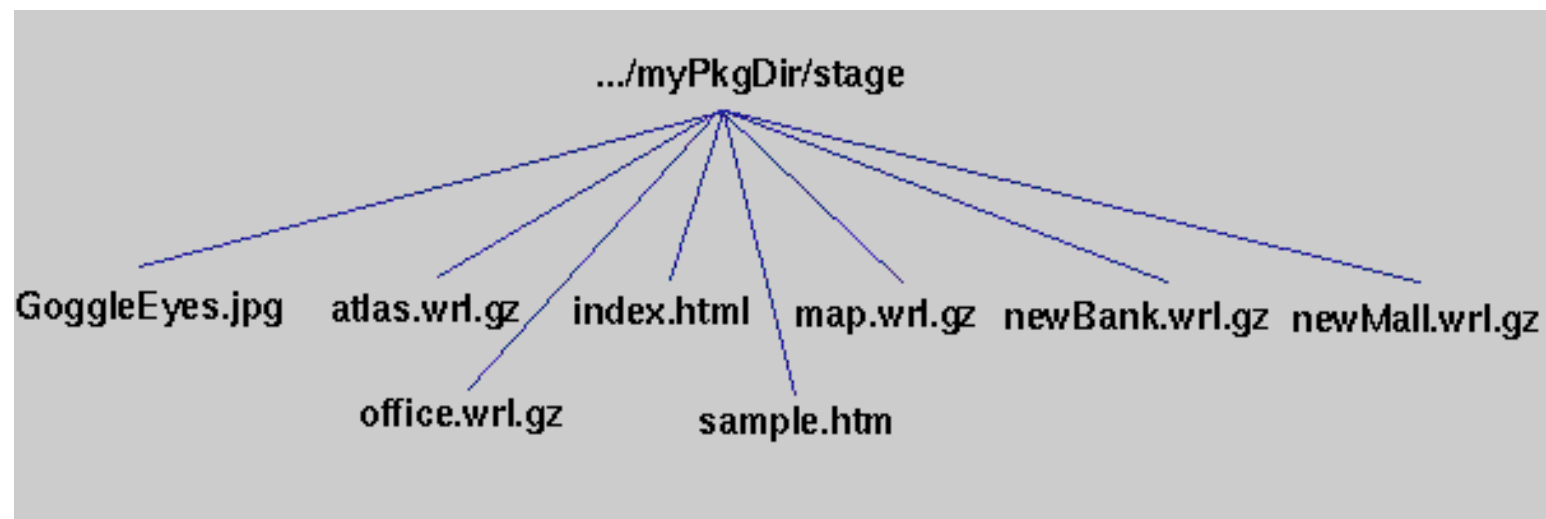 .../myPkgDir/stage
GoggleEyes.jpg atlas.wrl.gz index.html map.wrl.gz newBank.wrl.gz newMall.wrl.gz
office.wrl.gz sample.htm